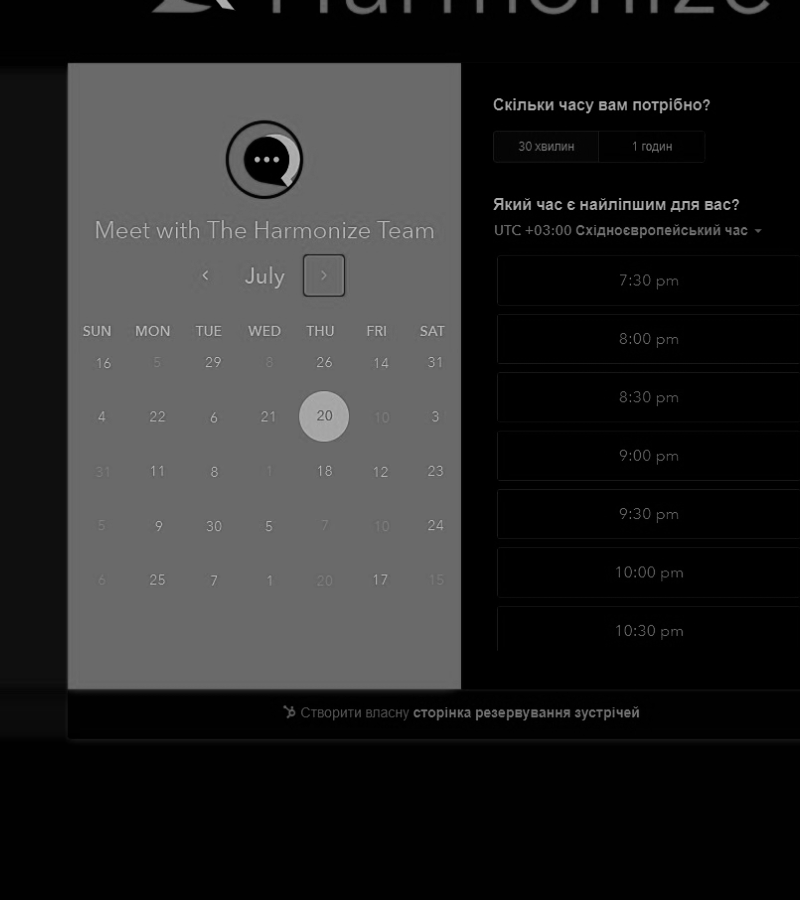 Harmonize
Meet with The Harmonize Team
July
SUN MON TUE WED THU FRI SAT
16 5 29 8 26 14 31
4 22 6 21 20 10 3
31 11 8 1 18 12 23
5 9 30 5 7 10 24
6 25 7 1 20 17 15
Скільки часу вам потрібно?
30 хвилин 1 годин
Який час є найліпшим для вас?
UTC +03:00 Східноєвропейський час
7:30 pm
8:00 pm
8:30 pm
9:00 pm
9:30 pm
10:00 pm
10:30 pm
Створити власну сторінка резервування зустрічей